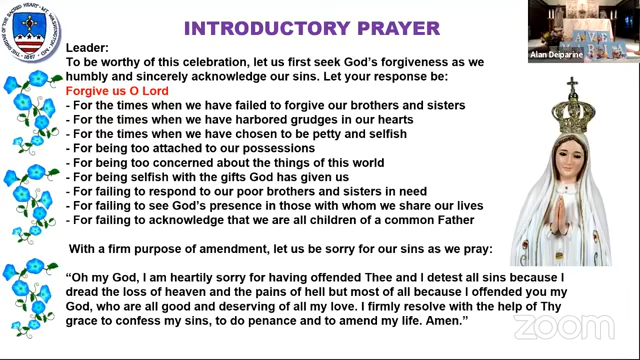 INTRODUCTORY PRAYER
Leader:
To be worthy of this celebration, let us first seek God's forgiveness as we
humbly and sincerely acknowledge our sins. Let your response be:
Forgive us O Lord
- For the times when we have failed to forgive our brothers and sisters
- For the times when we have harbored grudges in our hearts
- For the times when we have chosen to be petty and selfish
- For being too attached to our possessions
- For being too concerned about the things of this world
- For being selfish with the gifts God has given us
- For failing to respond to our poor brothers and sisters in need
- For failing to see God's presence in those with whom we share our lives
- For failing to acknowledge that we are all children of a common Father
With a firm purpose of amendment, let us be sorry for our sins as we pray:
“Oh my God, I am heartily sorry for having offended Thee and I detest all sins because I
dread the loss of heaven and the pains of hell but most of all because I offended you my
God, who are all good and deserving of all my love. I firmly resolve with the help of Thy
grace to confess my sins, to do penance and to amend my life. Amen.”
Alan Deiparine
zoom